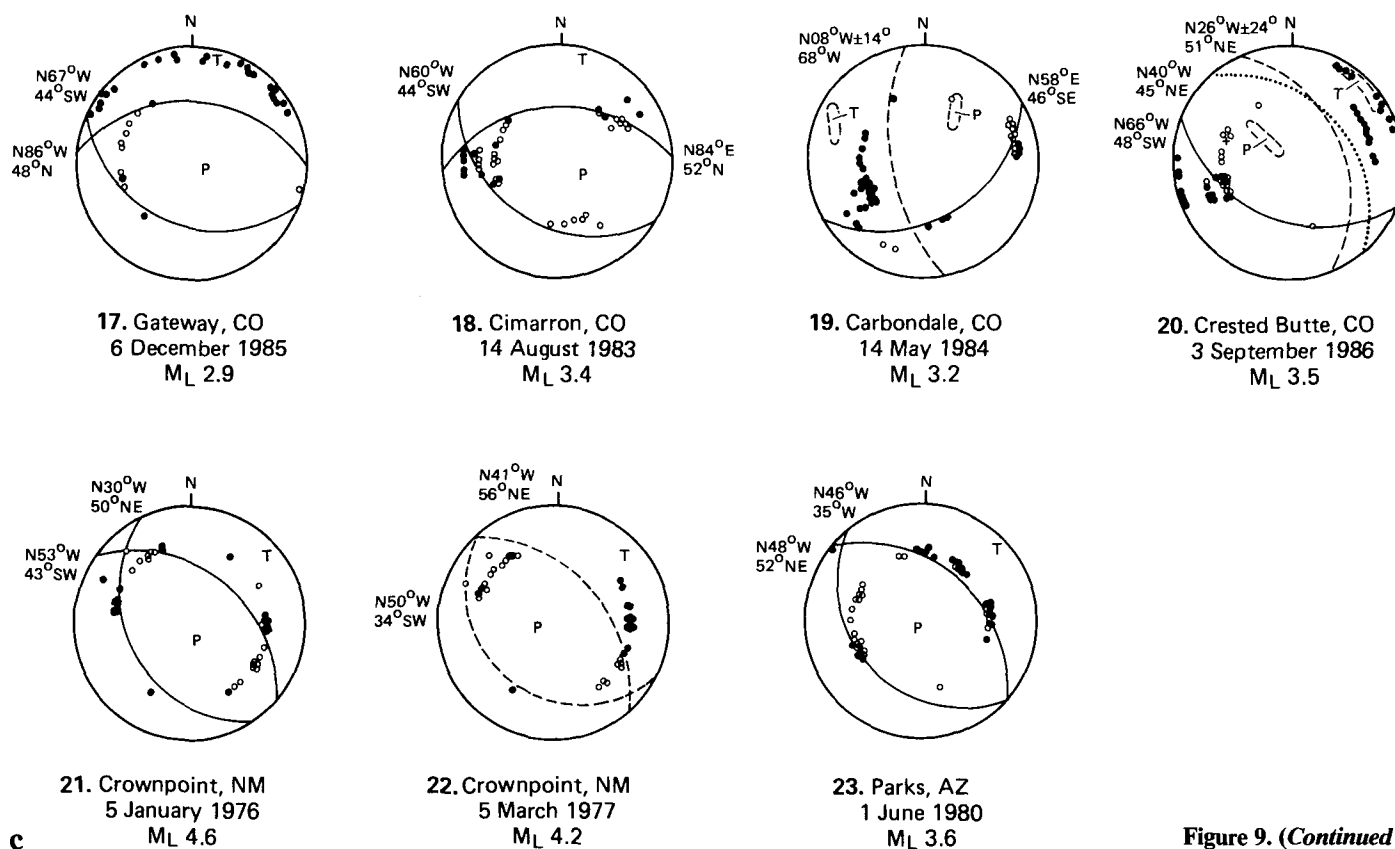 N
N67°W
44°SW
T
N86°W
48°N
P
17. Gateway, CO
6 December 1985
M_L 2.9
N
N60°W
44°SW
T
N84°E
52°N
P
18. Cimarron, CO
14 August 1983
M_L 3.4
N
N08°W±14°
68°W
N58°E
46°SE
T
P
19. Carbondale, CO
14 May 1984
M_L 3.2
N
N26°W±24°
51°NE
N40°W
45°NE
N66°W
48°SW
T
P
20. Crested Butte, CO
3 September 1986
M_L 3.5
N
N30°W
50°NE
N53°W
43°SW
T
P
21. Crownpoint, NM
5 January 1976
M_L 4.6
N
N41°W
56°NE
N50°W
34°SW
T
P
22. Crownpoint, NM
5 March 1977
M_L 4.2
N
N46°W
35°W
N48°W
52°NE
T
P
23. Parks, AZ
1 June 1980
M_L 3.6
c
Figure 9. (Continued